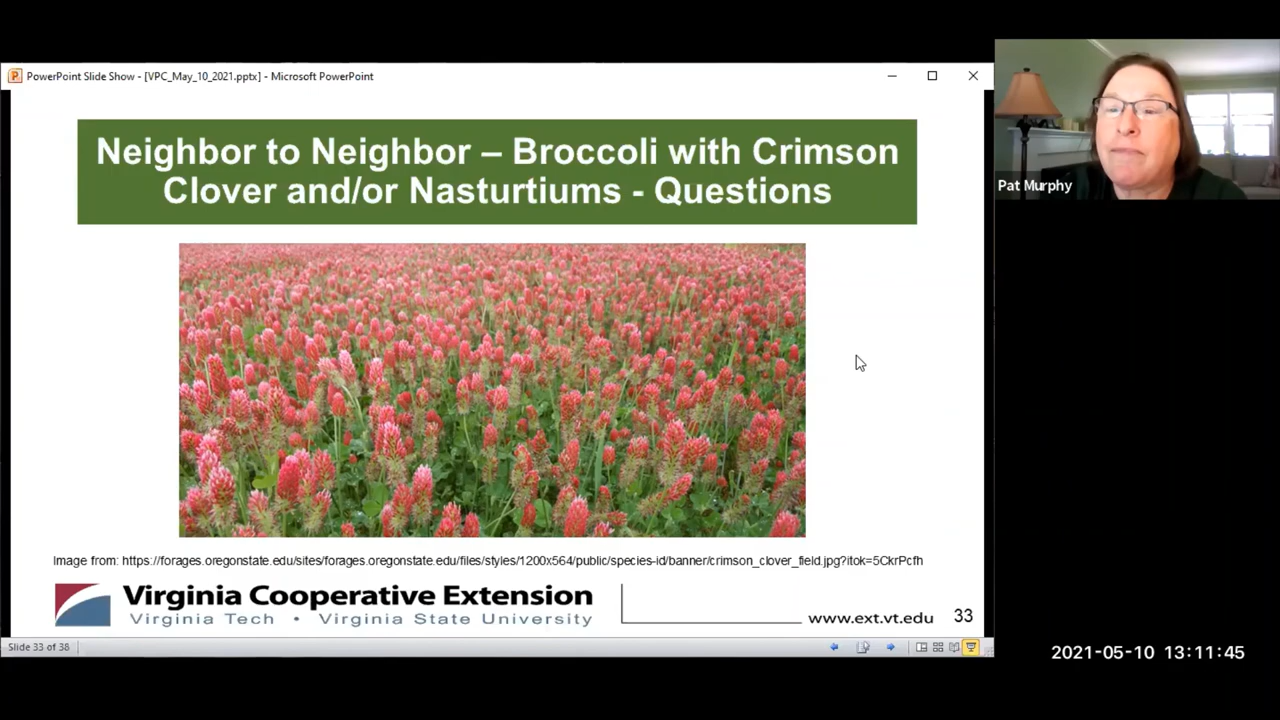 PowerPoint Slide Show - [VPC_May_10_2021.pptx] - Microsoft PowerPoint
Neighbor to Neighbor – Broccoli with Crimson
Clover and/or Nasturtiums - Questions
Pat Murphy
Image from: https://forages.oregonstate.edu/sites/forages.oregonstate.edu/files/styles/1200x564/public/species-id/banner/crimson_clover_field.jpg?itok=5CkrPcfh
Virginia Cooperative Extension
Virginia Tech • Virginia State University
www.ext.vt.edu
33
Slide 33 of 38
2021-05-10 13:11:45